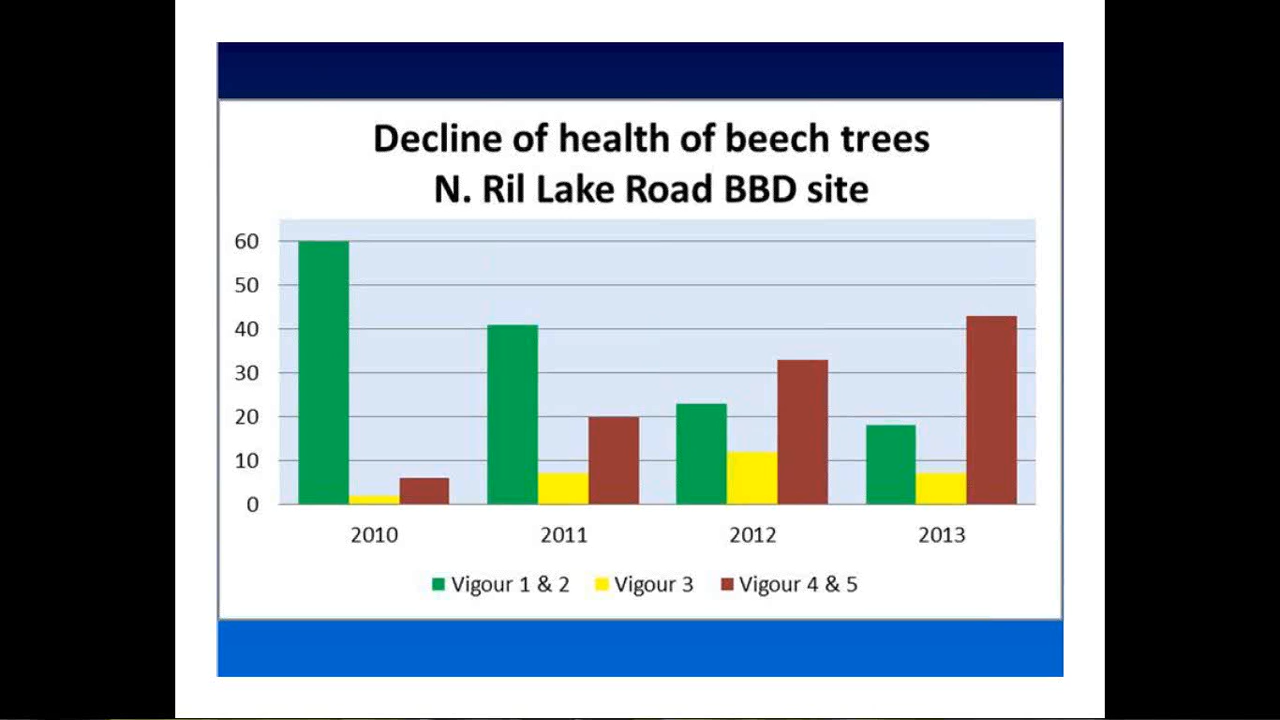 Decline of health of beech trees
N. Ril Lake Road BBD site
60
50
40
30
20
10
0
2010 2011 2012 2013
Vigour 1 & 2 Vigour 3 Vigour 4 & 5